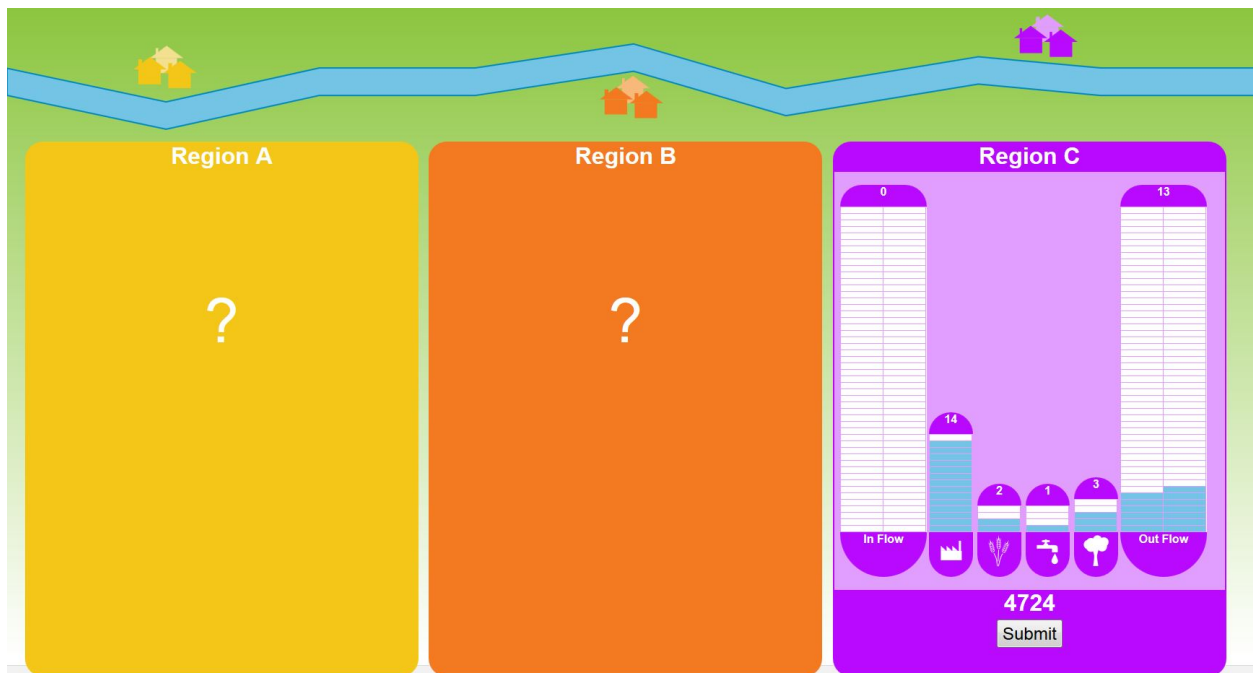 Region A
Region B
Region C
?
?
0
13
14
2
1
3
In Flow
Out Flow
4724
Submit